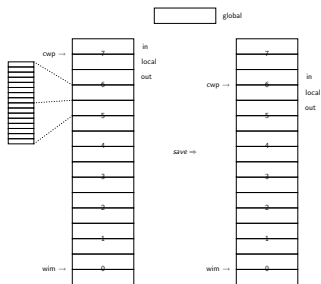 global
cwp → 7 in
local
out
6
5
4
3
2
1
wim → 0
save ⇒
7
cwp → 6 in
local
out
5
4
3
2
1
wim → 0